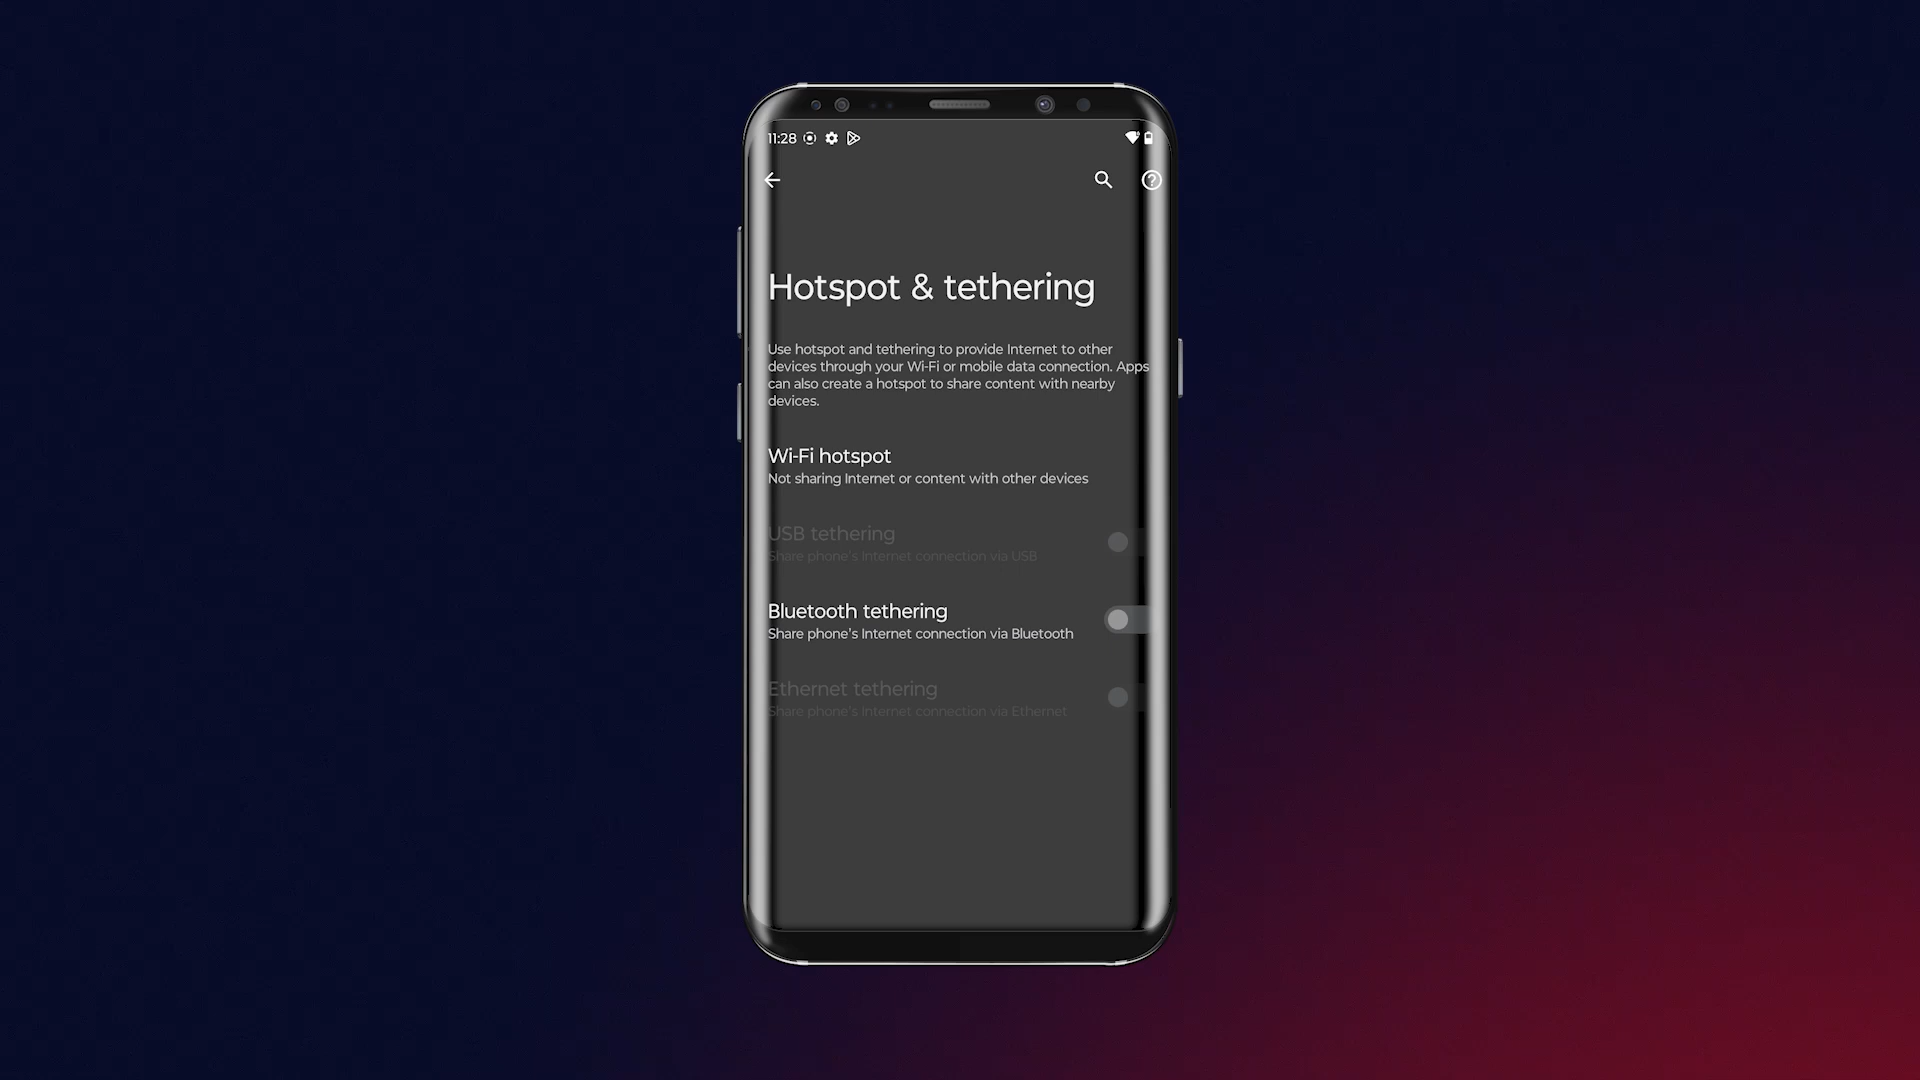 11:28
Hotspot & tethering
Use hotspot and tethering to provide Internet to other
devices through your Wi-Fi or mobile data connection. Apps
can also create a hotspot to share content with nearby
devices.
Wi-Fi hotspot
Not sharing Internet or content with other devices
USB tethering
Share phone's Internet connection via USB
Bluetooth tethering
Share phone's Internet connection via Bluetooth
Ethernet tethering
Share phone's Internet connection via Ethernet